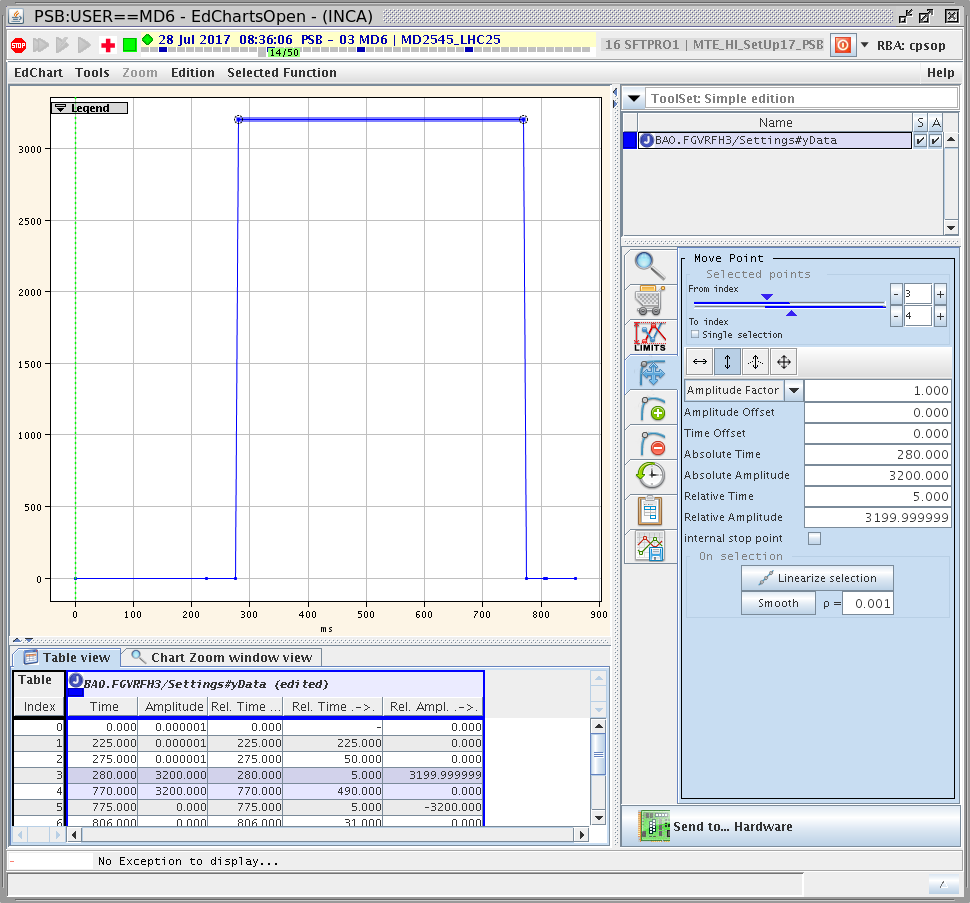 PSB:USER==MD6 - EdChartsOpen - (INCA)
STOP
28 Jul 2017 08:36:06 PSB - 03 MD6 | MD2545_LHC25
14/50
16 SFTPRO1 | MTE_HI_SetUp17_PSB
RBA: cpsop
EdChart Tools Zoom Edition Selected Function Help
Legend
3000
2500
2000
1500
1000
500
0
0 100 200 300 400 500 600 700 800 900
ms
ToolSet: Simple edition
Name S A
J BA0.FGVRFH3/Settings#yData
LIMITS
Move Point
Selected points
From index
- 3 +
- 4 +
To index
Single selection
Amplitude Factor 1.000
Amplitude Offset 0.000
Time Offset 0.000
Absolute Time 280.000
Absolute Amplitude 3200.000
Relative Time 5.000
Relative Amplitude 3199.999999
internal stop point
On selection
Linearize selection
Smooth ρ = 0.001
Table view Chart Zoom window view
Table J BA0.FGVRFH3/Settings#yData (edited)
Index Time Amplitude Rel. Time ... Rel. Time .->. Rel. Ampl. .->.
0 0.000 0.000001 0.000 - 0.000
1 225.000 0.000001 225.000 225.000 0.000
2 275.000 0.000001 275.000 50.000 0.000
3 280.000 3200.000 280.000 5.000 3199.999999
4 770.000 3200.000 770.000 490.000 0.000
5 775.000 0.000 775.000 5.000 -3200.000
6 806.000 0.000 806.000 31.000 0.000
Send to... Hardware
- No Exception to display...